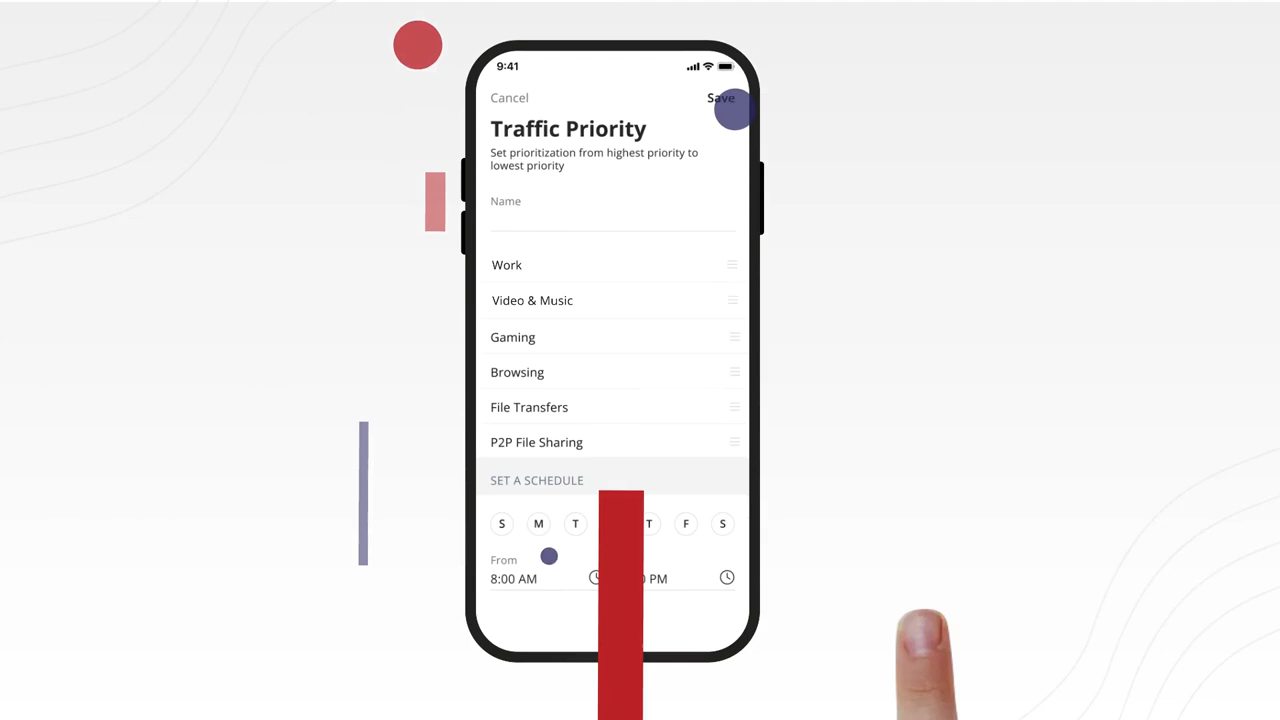 9:41
Cancel
Save
Traffic Priority
Set prioritization from highest priority to
lowest priority
Name
Work
Video & Music
Gaming
Browsing
File Transfers
P2P File Sharing
SET A SCHEDULE
S M T T F S
From
8:00 AM PM